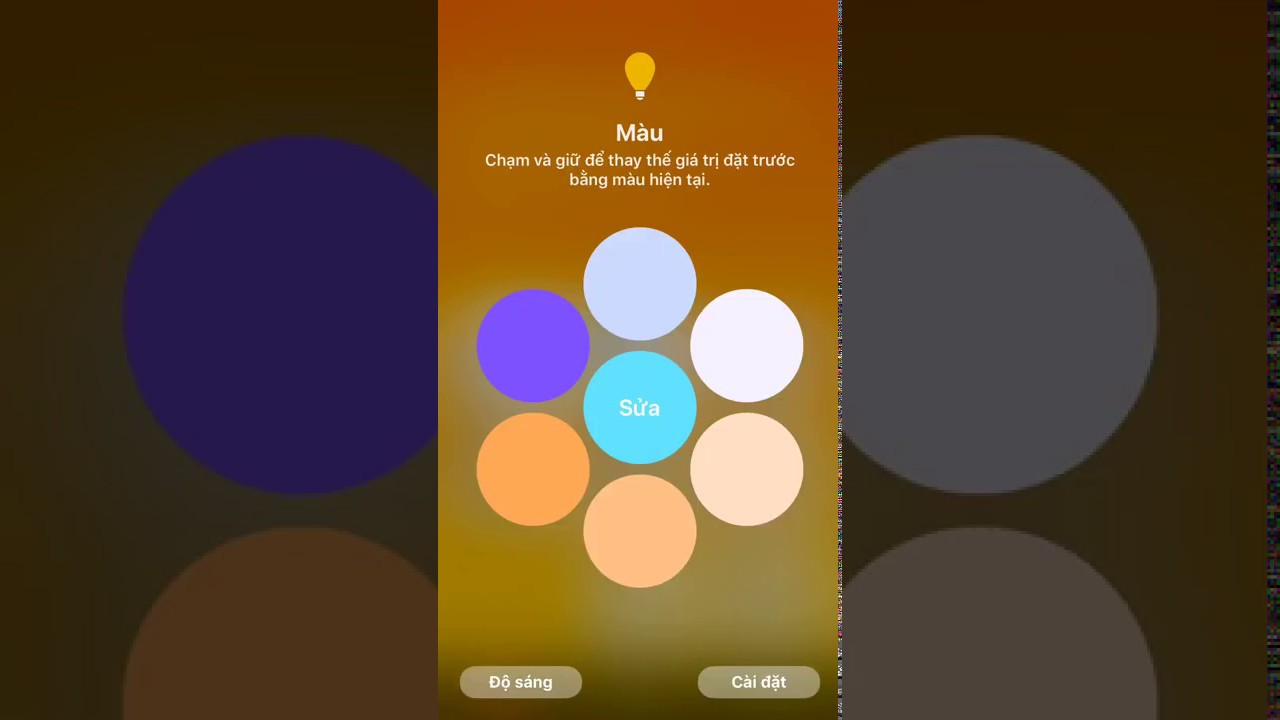 Màu
Chạm và giữ để thay thế giá trị đặt trước
bằng màu hiện tại.
Sửa
Độ sáng
Cài đặt